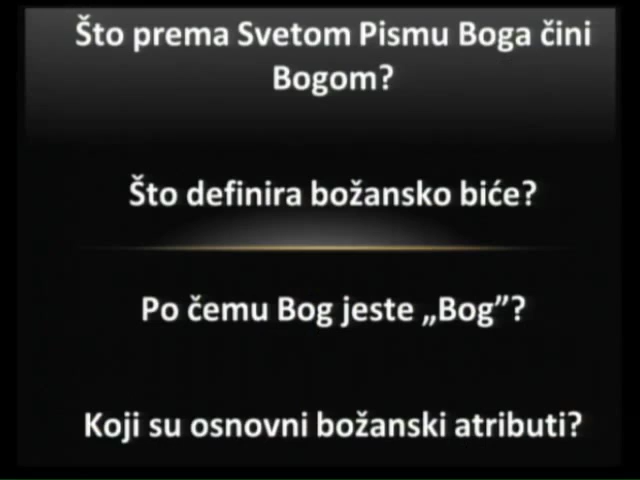 Što prema Svetom Pismu Boga čini
Bogom?
Što definira božansko biće?
Po čemu Bog jeste „Bog”?
Koji su osnovni božanski atributi?